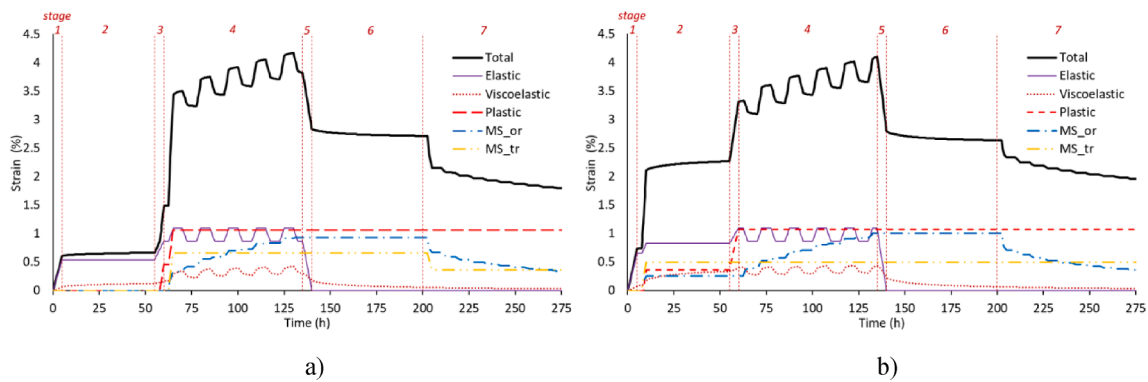 stage
1 2 3 4 5 6 7
4.5
4
3.5
3
2.5
2
1.5
1
0.5
0
Strain (%)
0 25 50 75 100 125 150 175 200 225 250 275
Time (h)
Total
Elastic
Viscoelastic
Plastic
MS_or
MS_tr
a)
stage
1 2 3 4 5 6 7
4.5
4
3.5
3
2.5
2
1.5
1
0.5
0
Strain (%)
0 25 50 75 100 125 150 175 200 225 250 275
Time (h)
Total
Elastic
Viscoelastic
Plastic
MS_or
MS_tr
b)